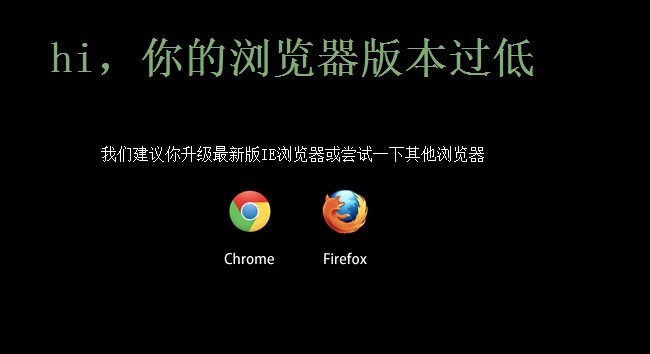 hi，你的浏览器版本过低
我们建议你升级最新版IE浏览器或尝试一下其他浏览器
Chrome Firefox